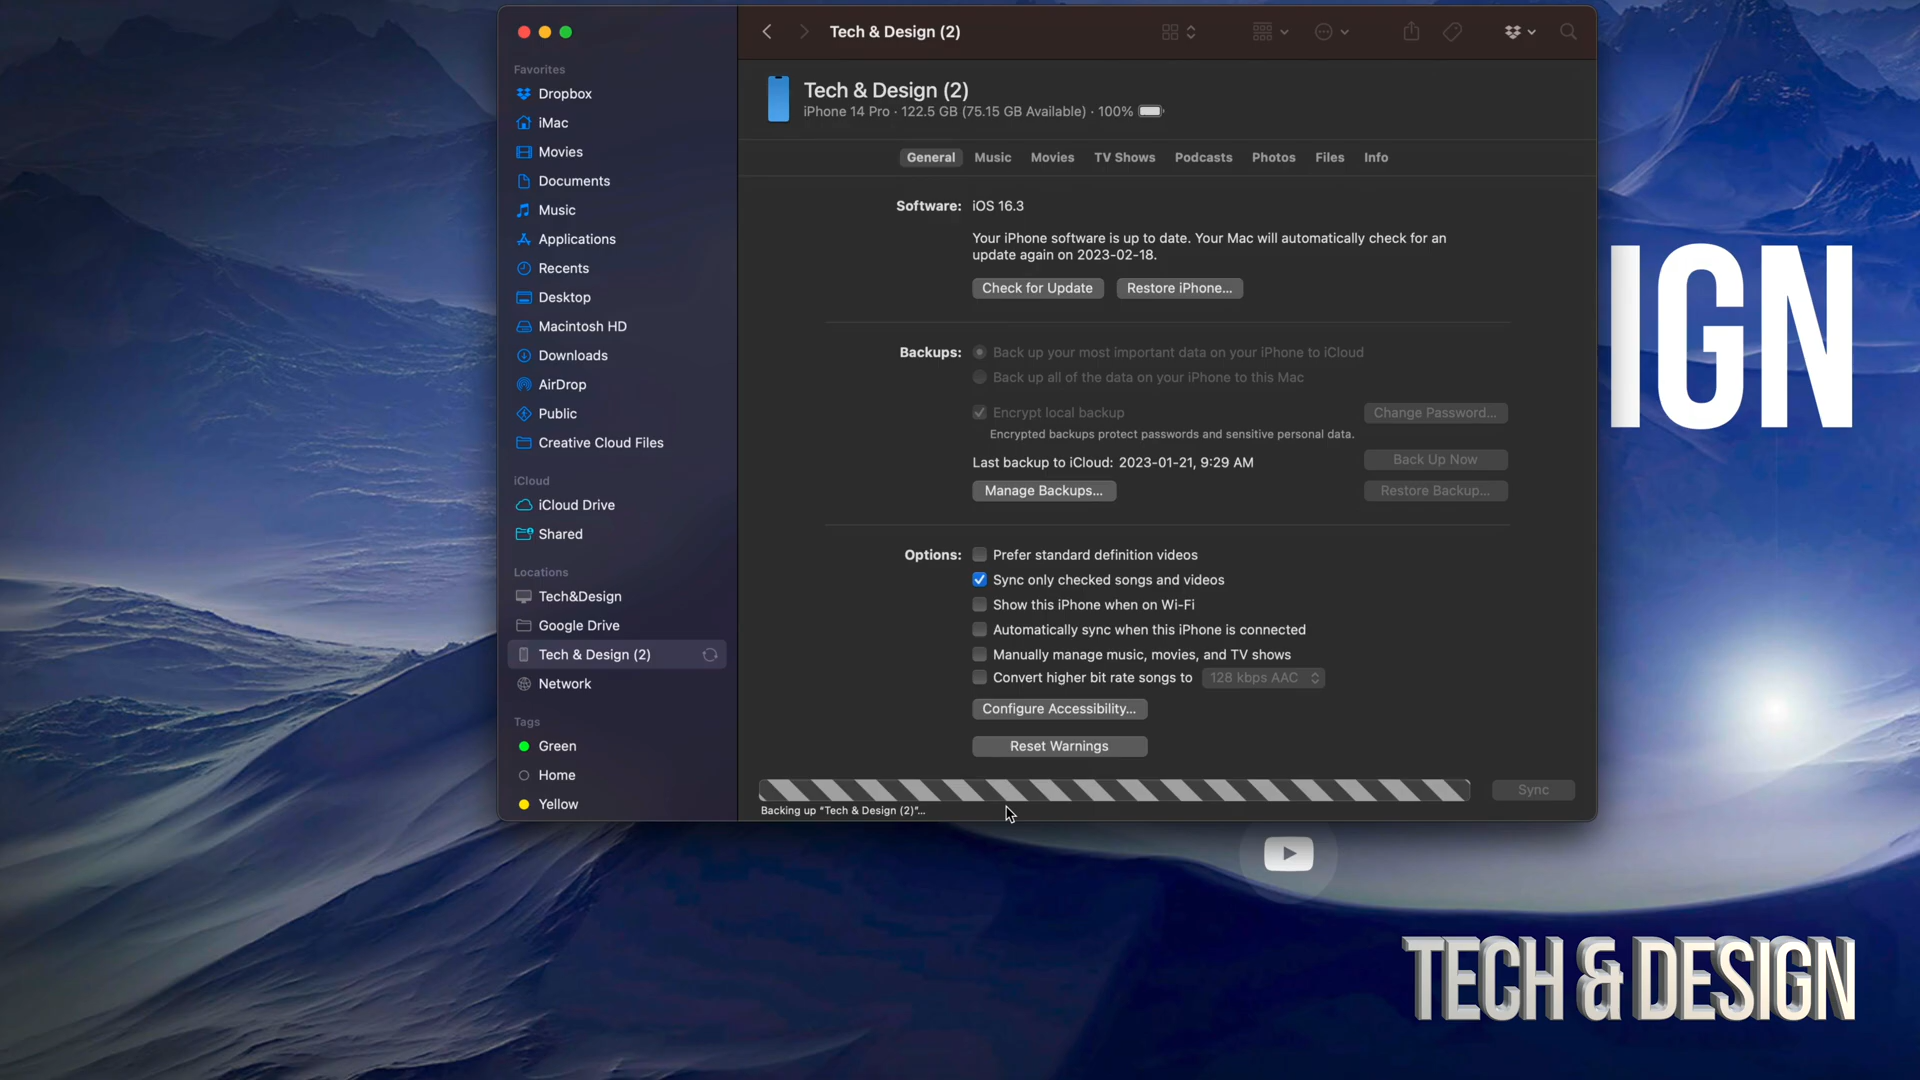 Tech & Design (2)
Favorites
Dropbox
iMac
Movies
Documents
Music
Applications
Recents
Desktop
Macintosh HD
Downloads
AirDrop
Public
Creative Cloud Files
iCloud
iCloud Drive
Shared
Locations
Tech&Design
Google Drive
Tech & Design (2)
Network
Tags
Green
Home
Yellow
Tech & Design (2)
iPhone 14 Pro · 122.5 GB (75.15 GB Available) · 100%
General Music Movies TV Shows Podcasts Photos Files Info
Software: iOS 16.3
Your iPhone software is up to date. Your Mac will automatically check for an
update again on 2023-02-18.
Check for Update Restore iPhone...
Backups: Back up your most important data on your iPhone to iCloud
Back up all of the data on your iPhone to this Mac
Encrypt local backup Change Password...
Encrypted backups protect passwords and sensitive personal data.
Last backup to iCloud: 2023-01-21, 9:29 AM Back Up Now
Manage Backups... Restore Backup...
Options: Prefer standard definition videos
Sync only checked songs and videos
Show this iPhone when on Wi-Fi
Automatically sync when this iPhone is connected
Manually manage music, movies, and TV shows
Convert higher bit rate songs to 128 kbps AAC
Configure Accessibility...
Reset Warnings
Sync
Backing up "Tech & Design (2)"...
IGN
TECH & DESIGN